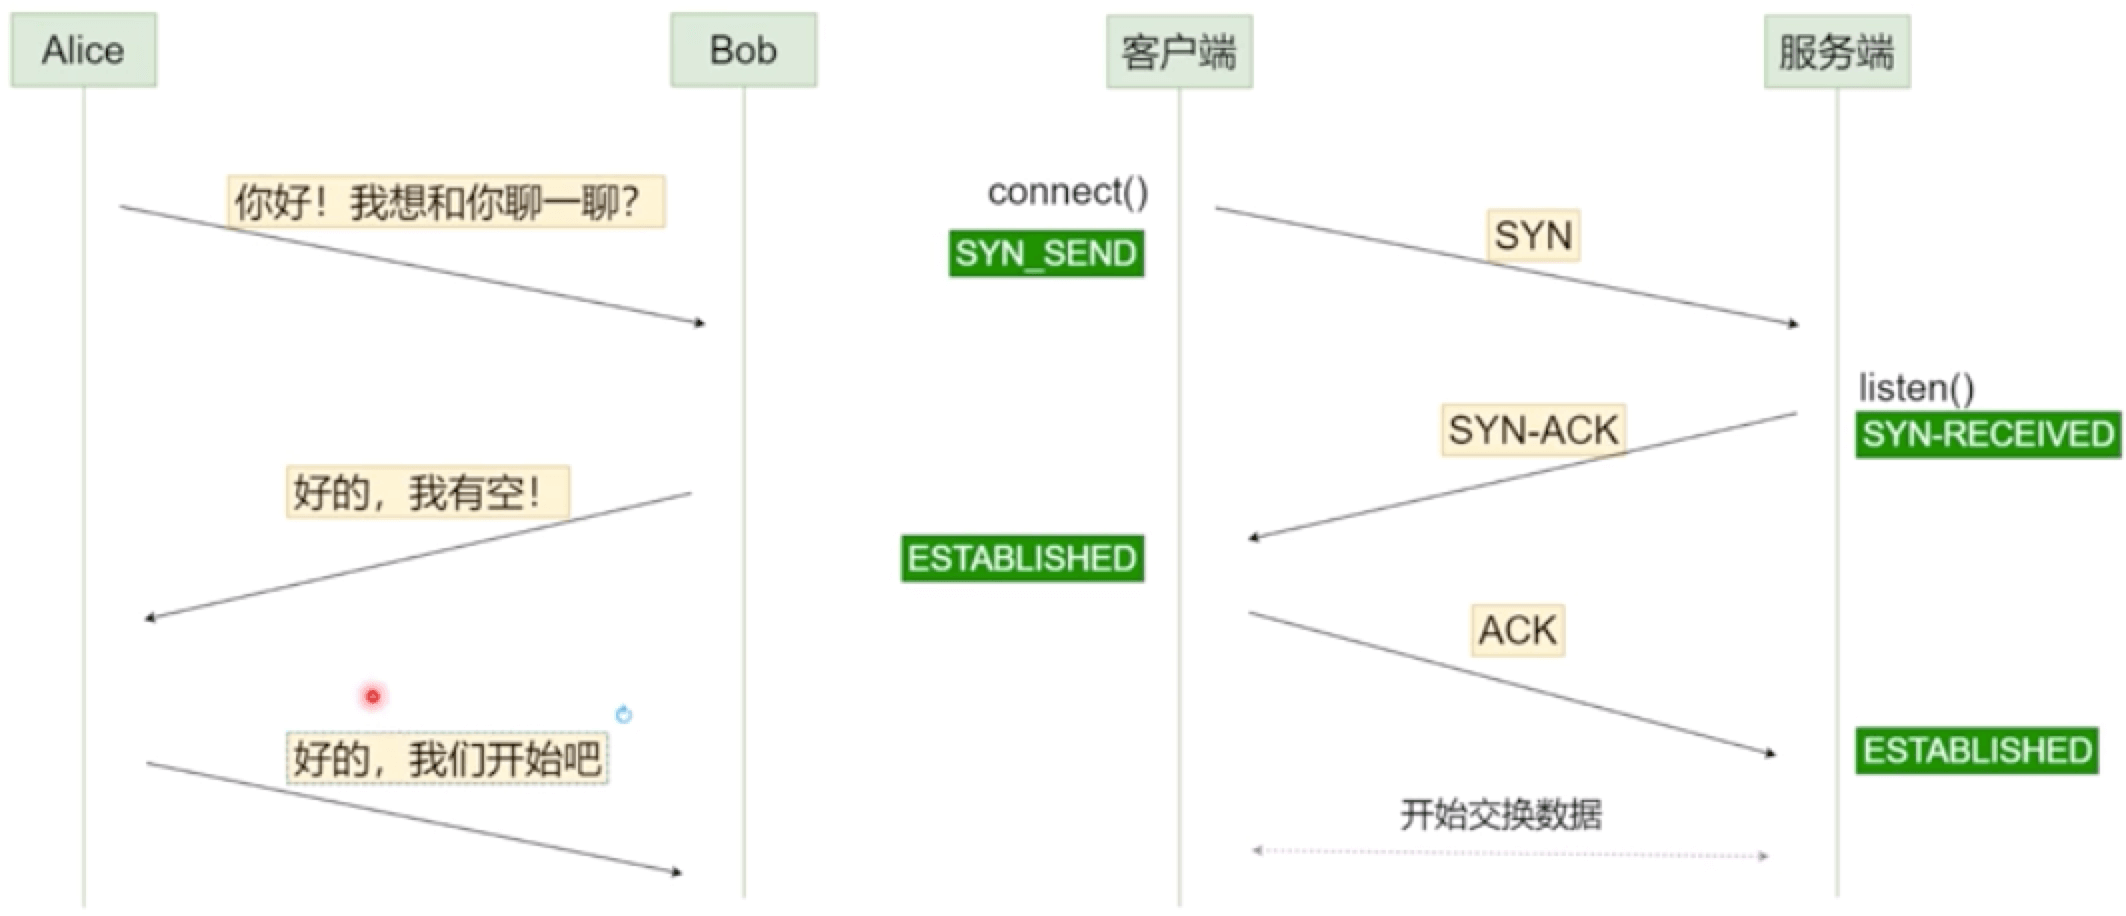 Alice
Bob
你好！我想和你聊一聊？
好的，我有空！
好的，我们开始吧
客户端
服务端
connect()
SYN_SEND
SYN
listen()
SYN-RECEIVED
SYN-ACK
ESTABLISHED
ACK
ESTABLISHED
开始交换数据